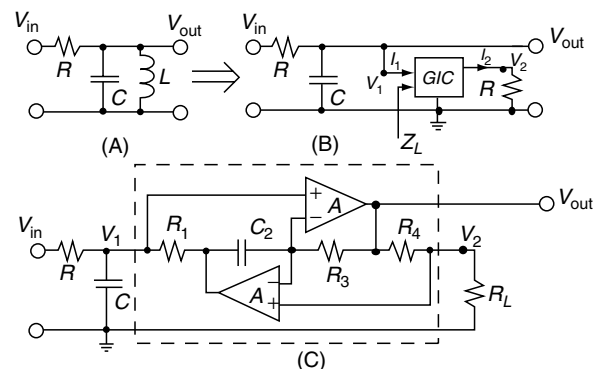 V_in
R
C
L
V_out
(A)
V_in
R
C
V_1
I_1
GIC
I_2
V_2
R
Z_L
V_out
(B)
V_in
R
V_1
C
R_1
C_2
A
+
−
A
−
+
R_3
R_4
V_2
R_L
V_out
(C)